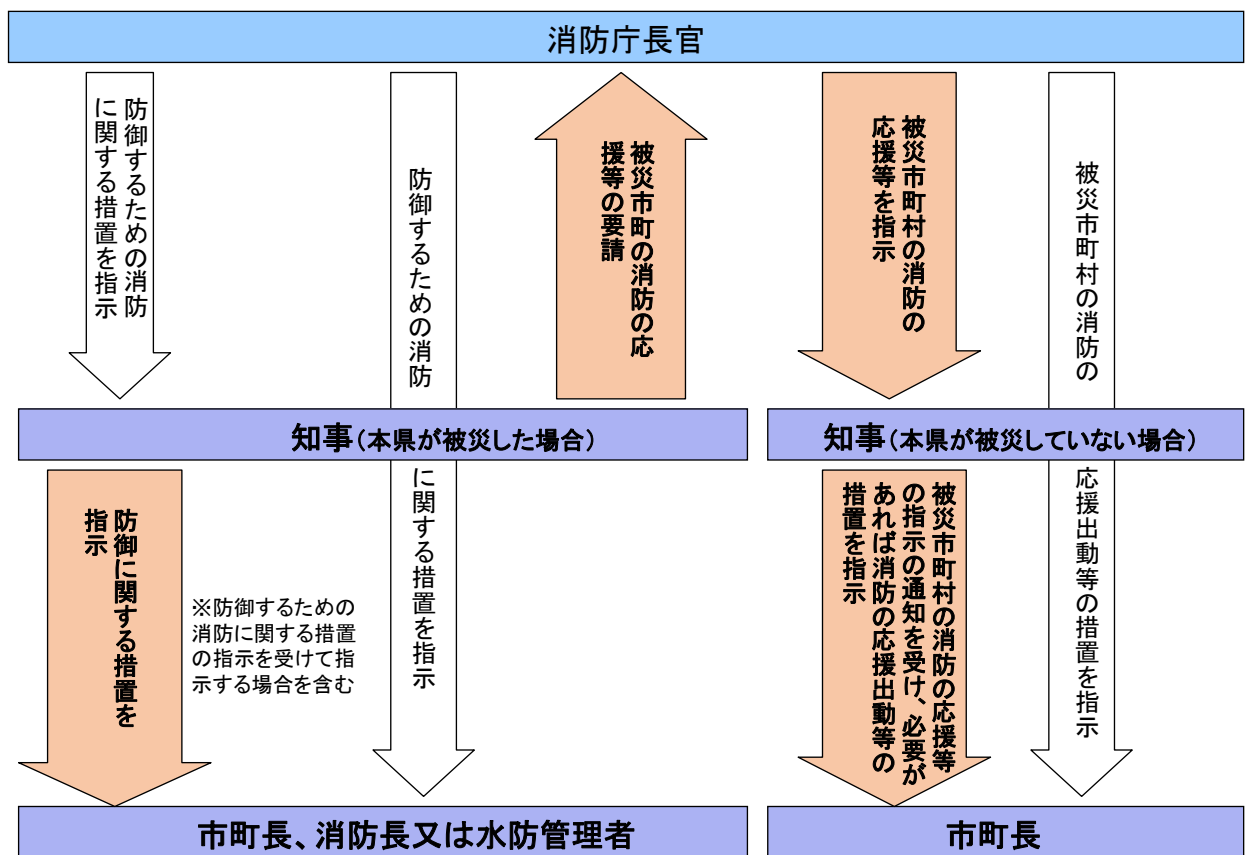 消防庁長官
防御するための消防
に関する措置を指示
防御するための消防
被災市町の消防の応
援等の要請
被災市町村の消防の
応援等を指示
被災市町村の消防の
知事(本県が被災した場合)
知事(本県が被災していない場合)
防御に関する措置を
指示
※防御するための
消防に関する措置
の指示を受けて指
示する場合を含む
に関する措置を指示
被災市町村の消防の応援等
の指示の通知を受け、必要が
あれば消防の応援出動等の
措置を指示
応援出動等の措置を指示
市町長、消防長又は水防管理者
市町長